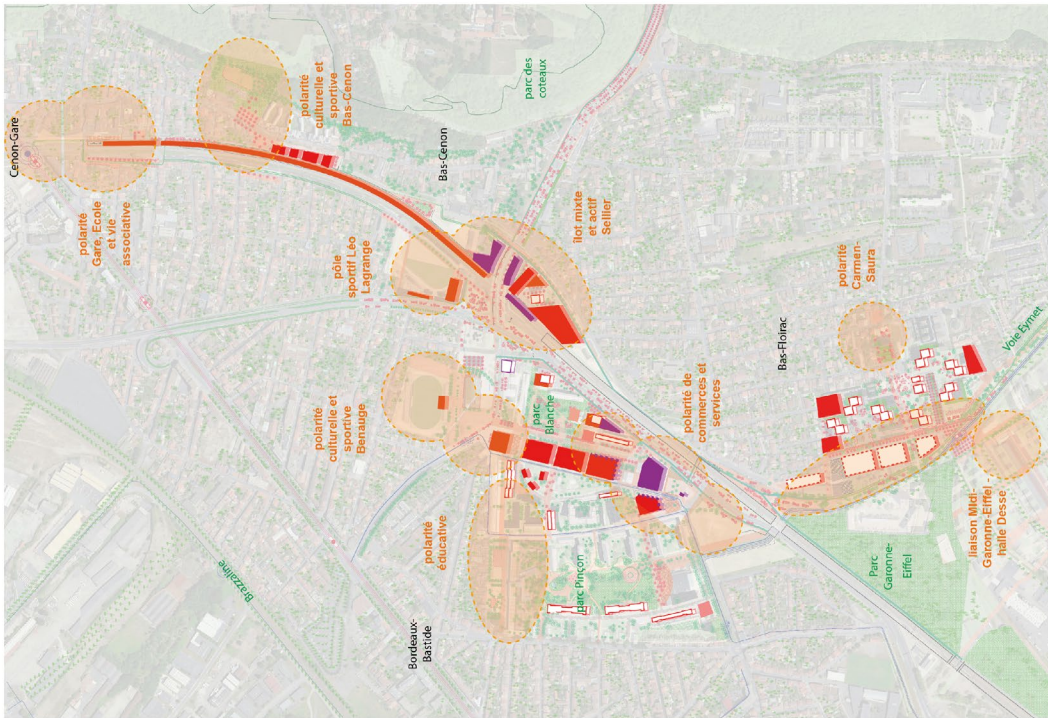 Cenon-Gare
polarité
Gare, Ecole
et vie
associative
polarité
culturelle et
sportive
Bas-Cenon
parc des
coteaux
Bas-Cenon
pôle
sportif Léo
Lagrange
îlot mixte
et actif
Sellier
polarité
culturelle et
sportive
Benauge
parc
Blanche
polarité de
commerces et
services
Bas-Floirac
polarité
Carmen-
Saura
Voie Eymet
polarité
éducative
parc Pinçon
Brazzaline
Bordeaux-
Bastide
Parc
Garonne-
Eiffel
liaison Midi-
Garonne-Eiffel -
halle Desse